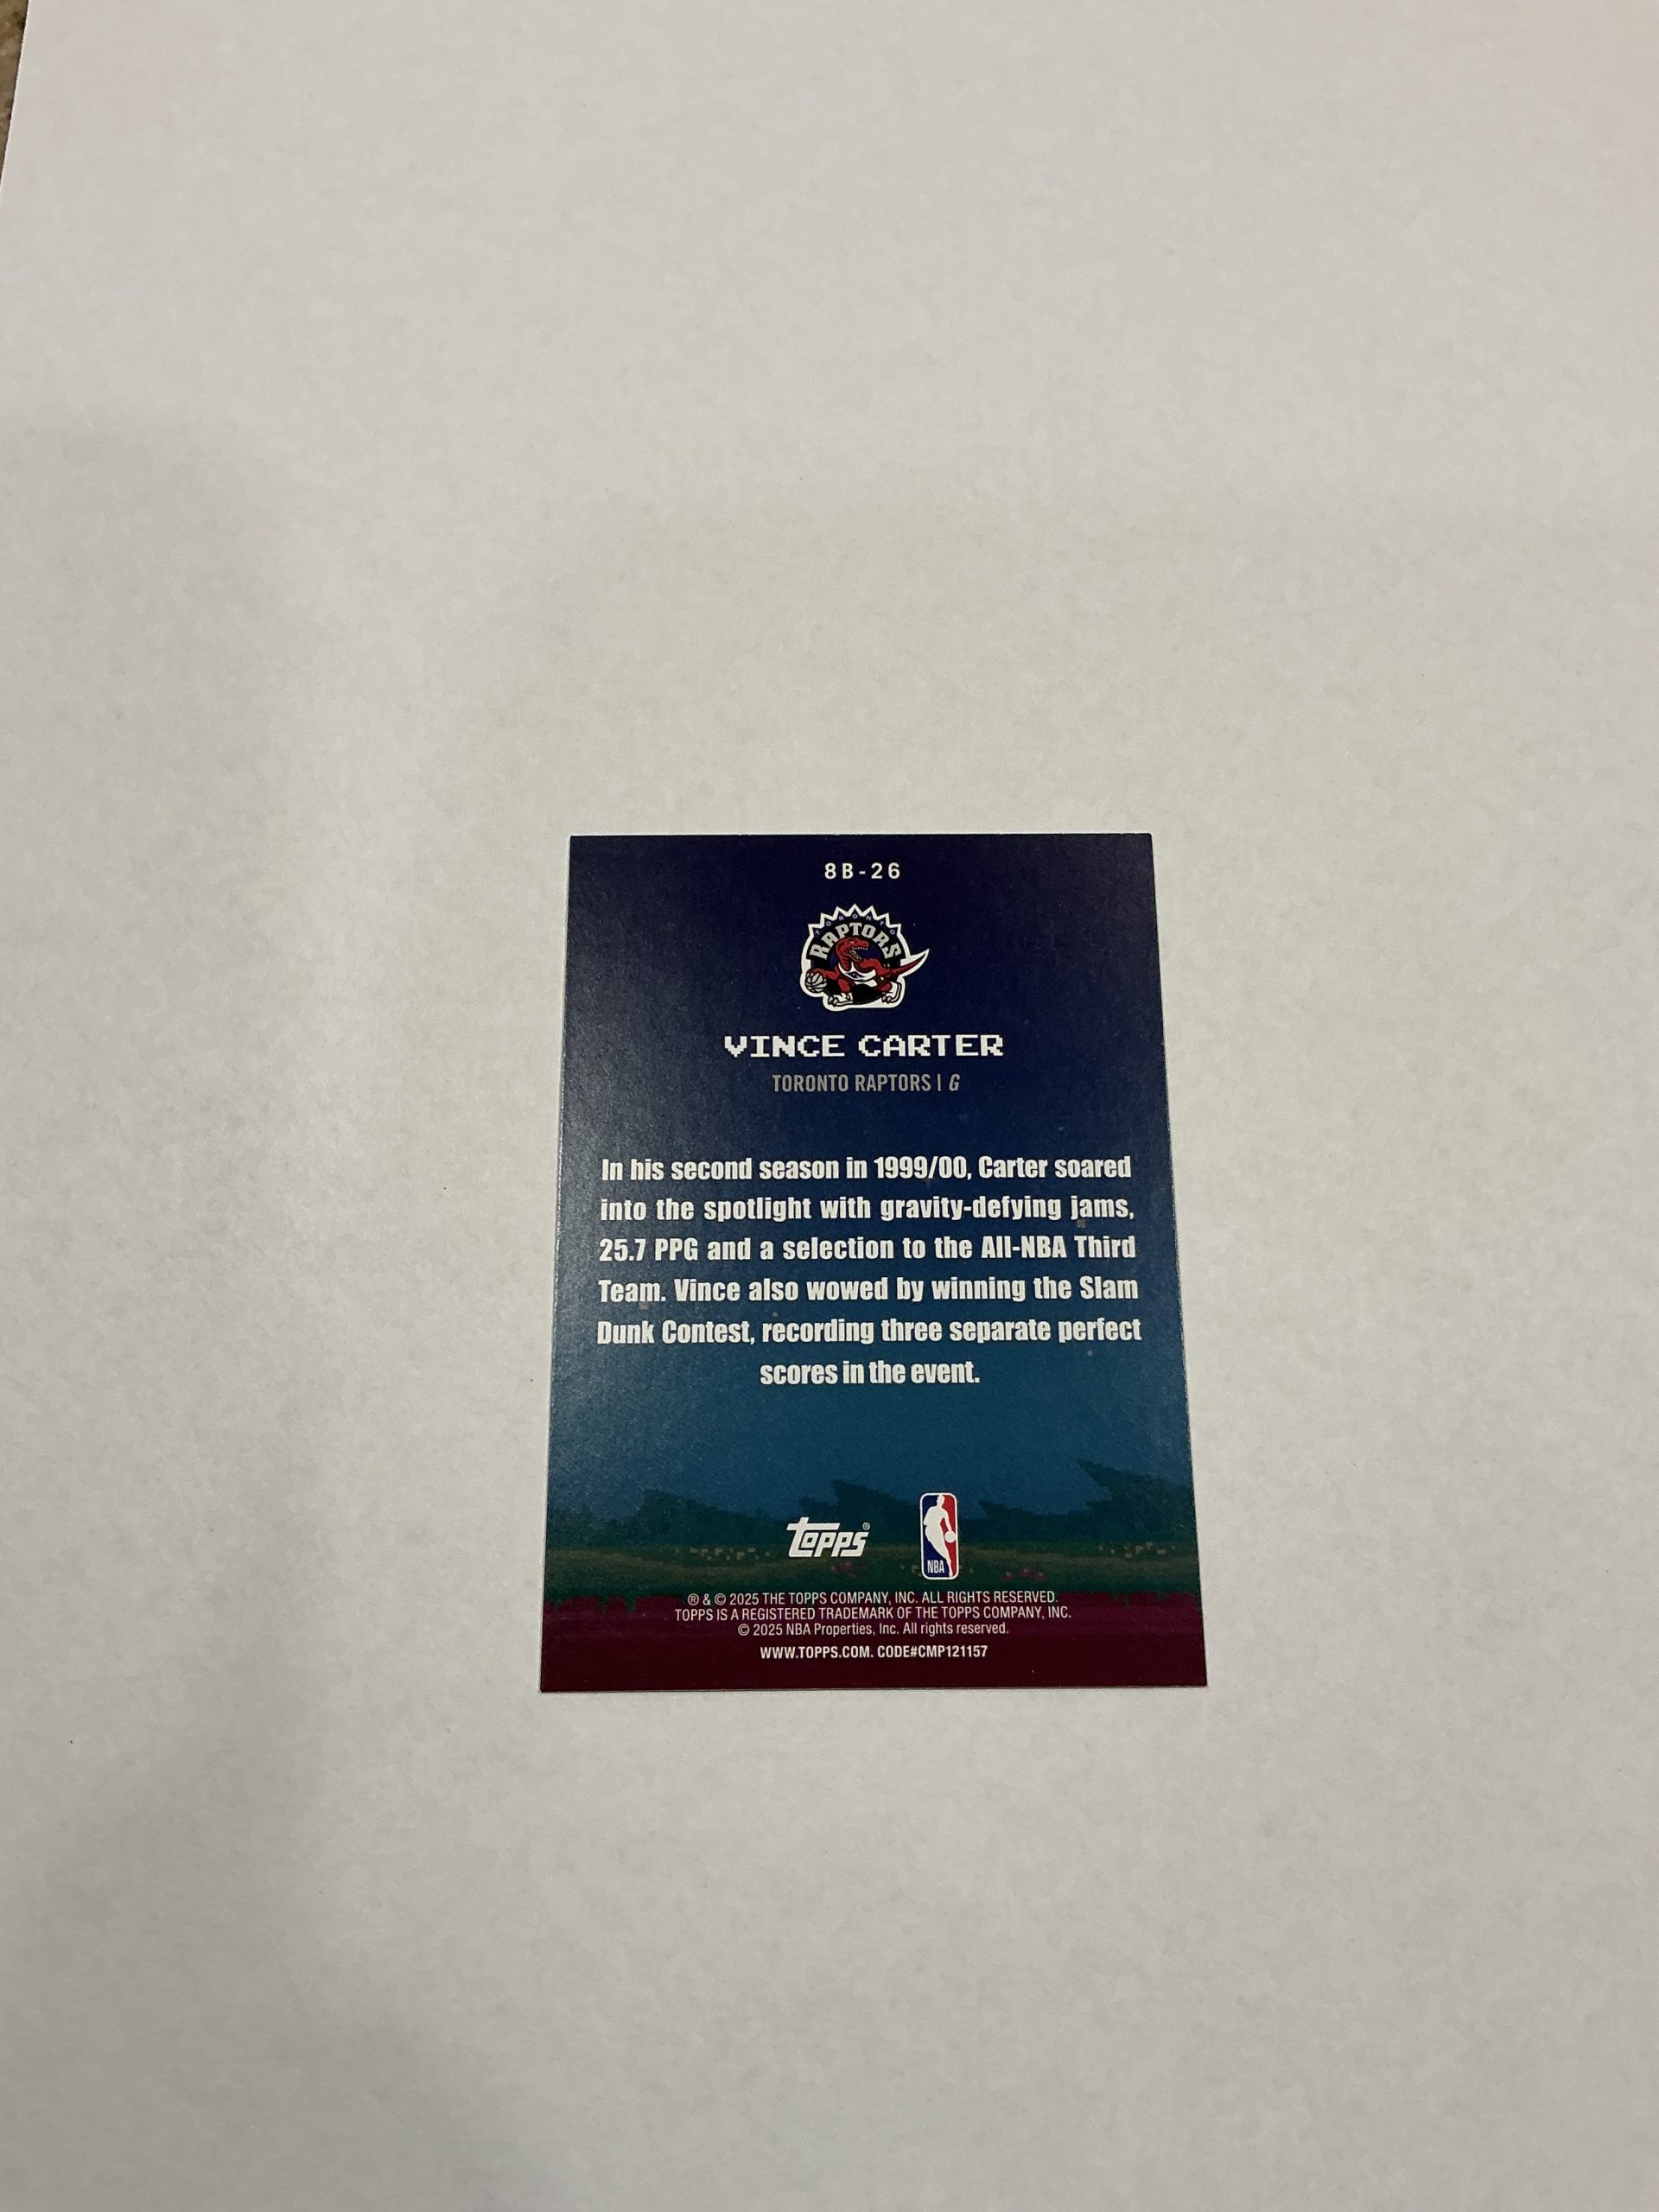 8B-26
TORONTO
RAPTORS
VINCE CARTER
TORONTO RAPTORS | G
In his second season in 1999/00, Carter soared
into the spotlight with gravity-defying jams,
25.7 PPG and a selection to the All-NBA Third
Team. Vince also wowed by winning the Slam
Dunk Contest, recording three separate perfect
scores in the event.
topps®
NBA
® & © 2025 THE TOPPS COMPANY, INC. ALL RIGHTS RESERVED.
TOPPS IS A REGISTERED TRADEMARK OF THE TOPPS COMPANY, INC.
© 2025 NBA Properties, Inc. All rights reserved.
WWW.TOPPS.COM. CODE#CMP121157